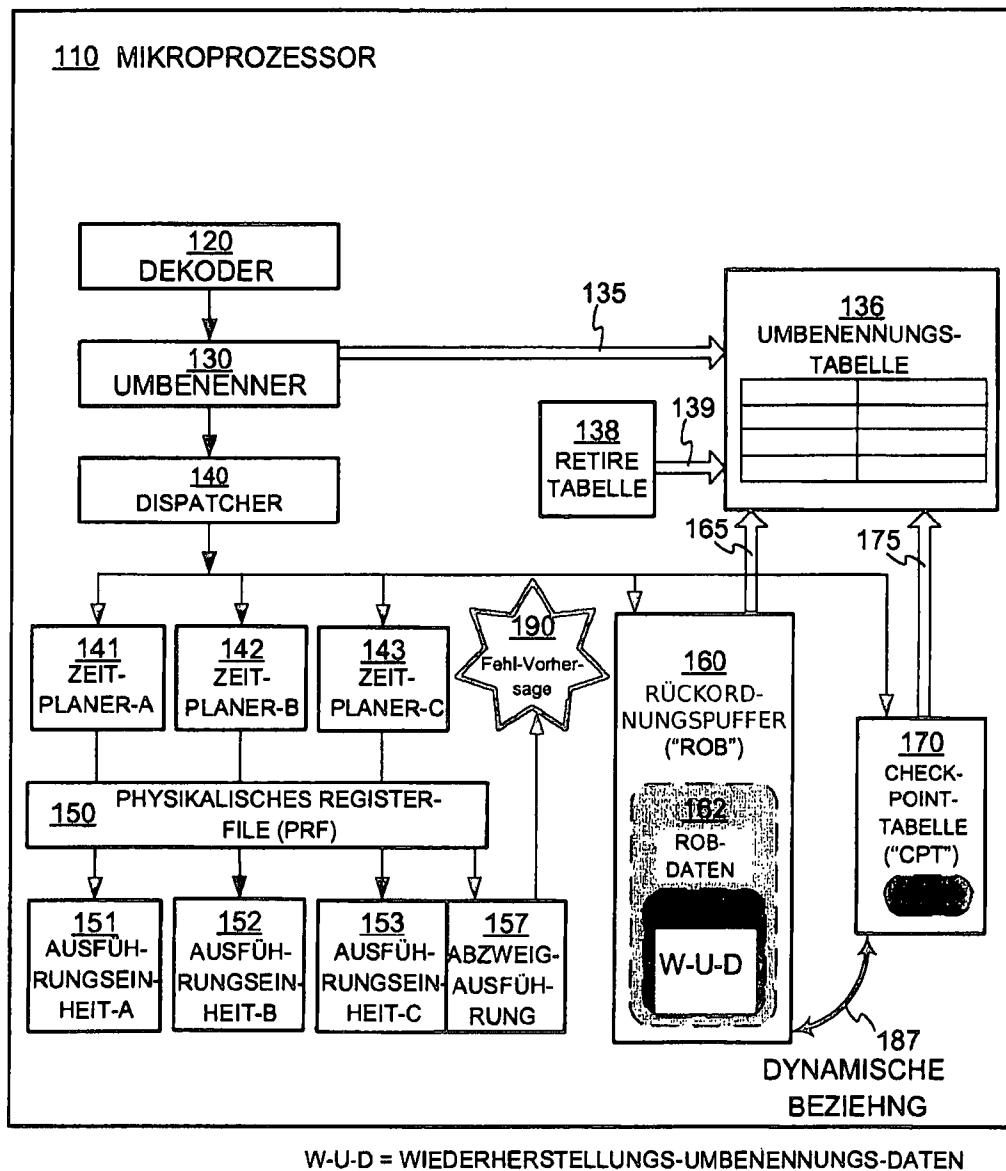 110 MIKROPROZESSOR
120
DEKODER
135
136
UMBENENNUNGS-
TABELLE
130
UMBENENNER
138
RETIRE
TABELLE
139
140
DISPATCHER
165
175
141
ZEIT-
PLANER-A
142
ZEIT-
PLANER-B
143
ZEIT-
PLANER-C
190
Fehl-Vorher-
sage
160
RÜCKORD-
NUNGSPUFFER
("ROB")
170
CHECK-
POINT-
TABELLE
("CPT")
150
PHYSIKALISCHES REGISTER-
FILE (PRF)
162
ROB-
DATEN
W-U-D
151
AUSFÜH-
RUNGSEIN-
HEIT-A
152
AUSFÜH-
RUNGSEIN-
HEIT-B
153
AUSFÜH-
RUNGSEIN-
HEIT-C
157
ABZWEIG-
AUSFÜH-
RUNG
187
DYNAMISCHE
BEZIEHNG
W-U-D = WIEDERHERSTELLUNGS-UMBENENNUNGS-DATEN